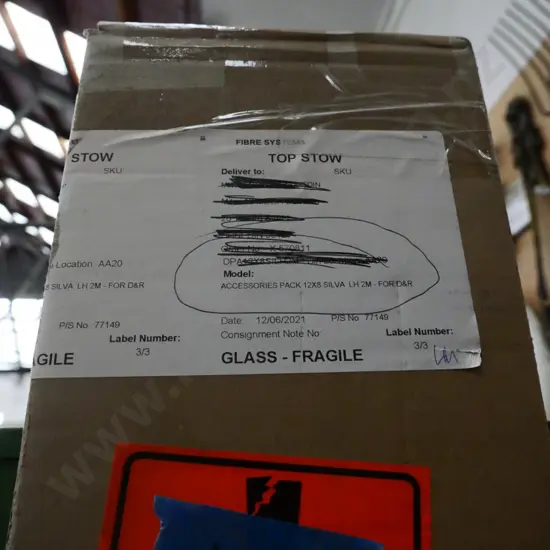 FIBRE SYSTEMS
STOW
TOP STOW
SKU
Deliver to:
SKU
Location: AA20
Model:
SILVA LH 2M - FOR D&R
ACCESSORIES PACK 12X8 SILVA LH 2M - FOR D&R
P/S No 77149
Date: 12/06/2021
P/S No 77149
Label Number:
3/3
Consignment Note No
Label Number:
3/3
AGILE
GLASS - FRAGILE
www.